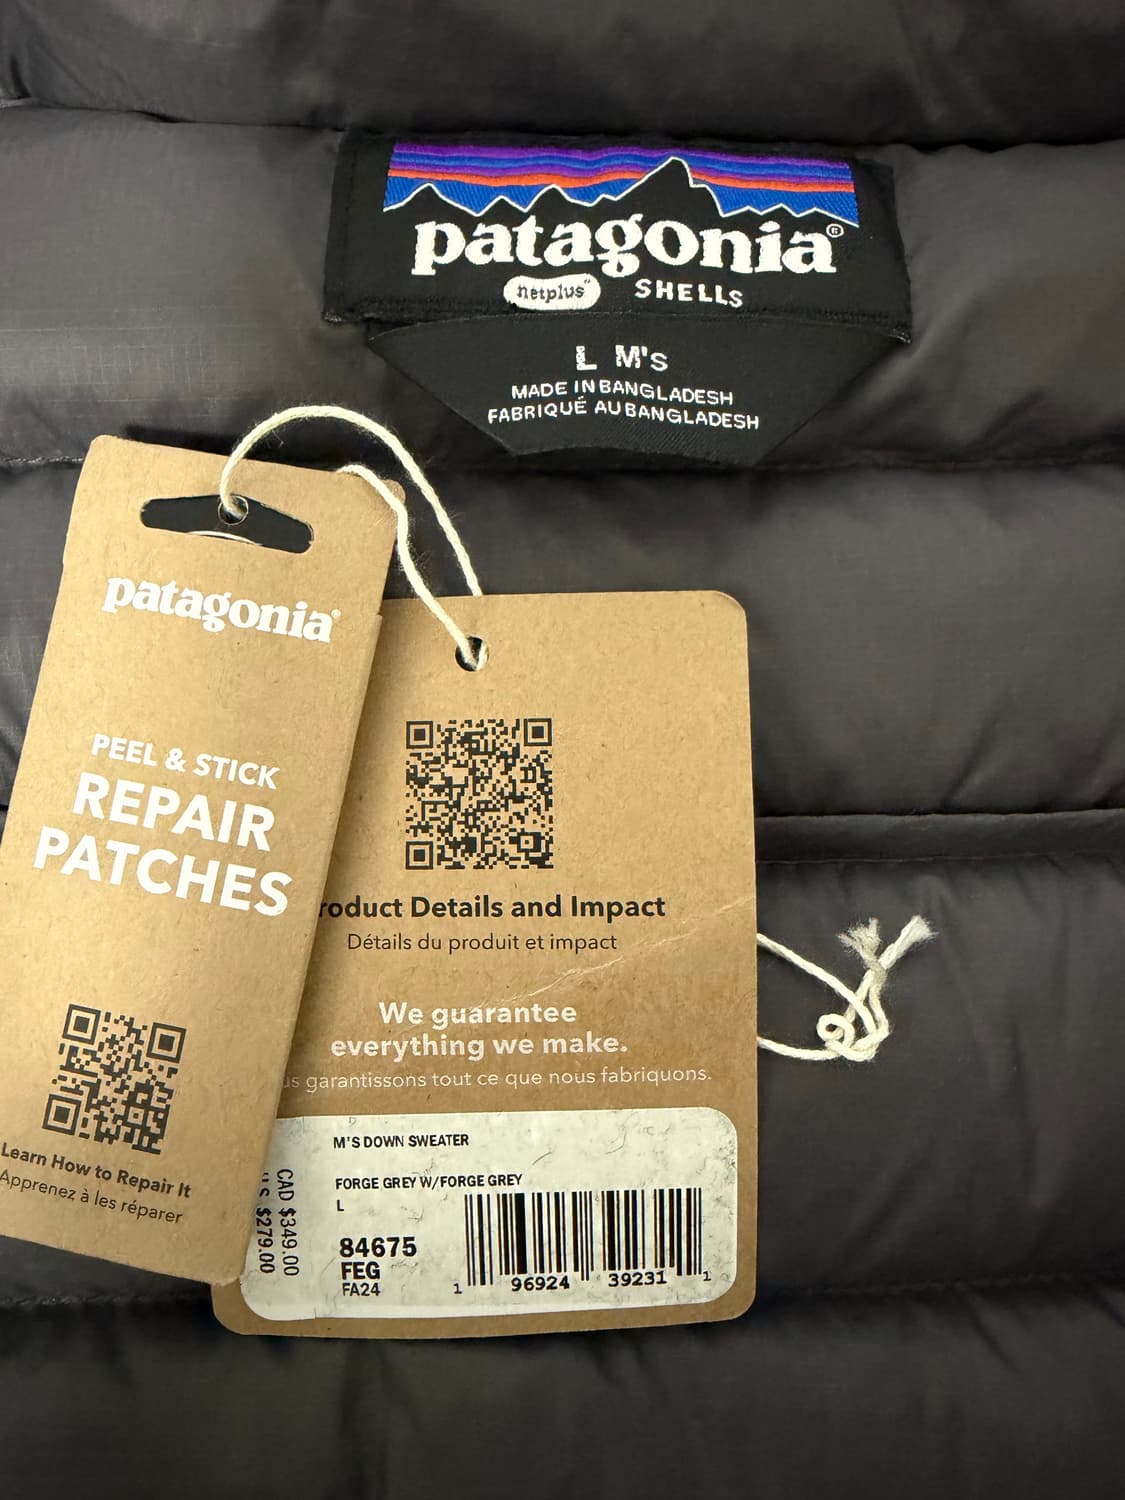 patagonia®
netplus® SHELLS
L M's
MADE IN BANGLADESH
FABRIQUÉ AU BANGLADESH
patagonia®
PEEL & STICK
REPAIR
PATCHES
Learn How to Repair It
Apprenez à les réparer
roduct Details and Impact
Détails du produit et impact
We guarantee
everything we make.
us garantissons tout ce que nous fabriquons.
M'S DOWN SWEATER
FORGE GREY W/FORGE GREY
L
84675
FEG
FA24
1 96924 39231 1
CAD $349.00
U.S $279.00